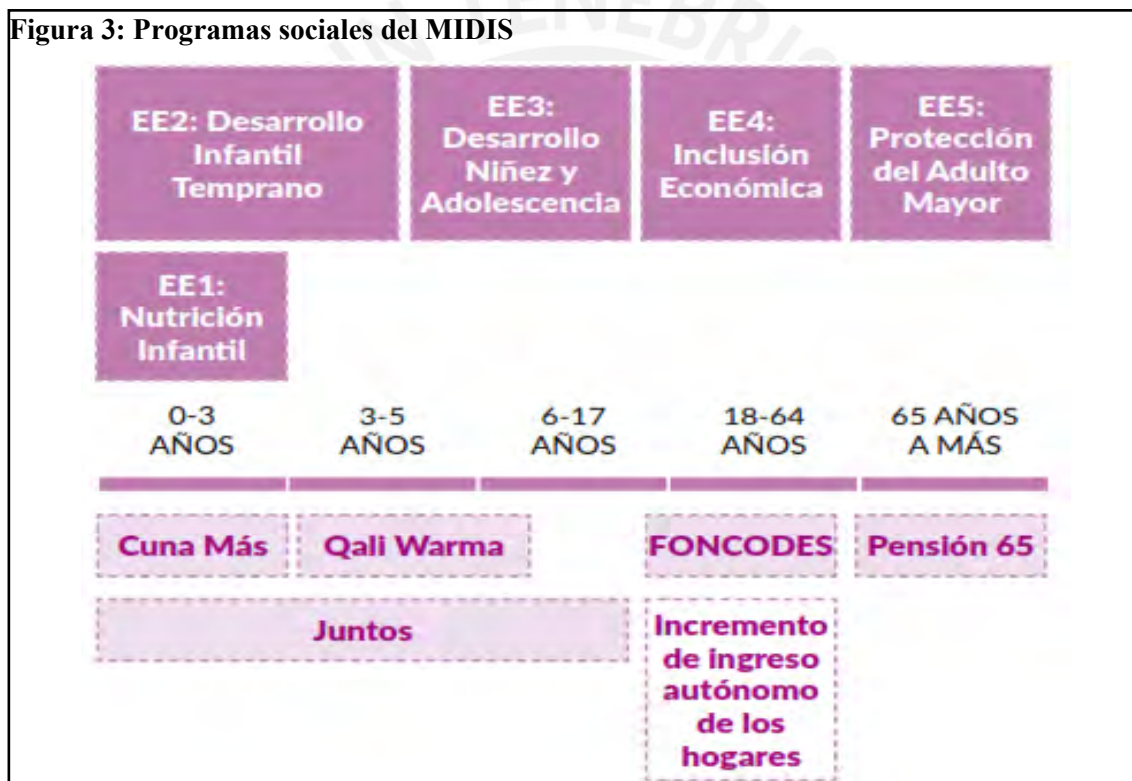 Figura 3: Programas sociales del MIDIS
EE2: Desarrollo
Infantil
Temprano
EE3:
Desarrollo
Niñez y
Adolescencia
EE4:
Inclusión
Económica
EE5:
Protección
del Adulto
Mayor
EE1:
Nutrición
Infantil
0-3
AÑOS
3-5
AÑOS
6-17
AÑOS
18-64
AÑOS
65 AÑOS
A MÁS
Cuna Más
Qali Warma
FONCODES
Pensión 65
Juntos
Incremento
de ingreso
autónomo
de los
hogares